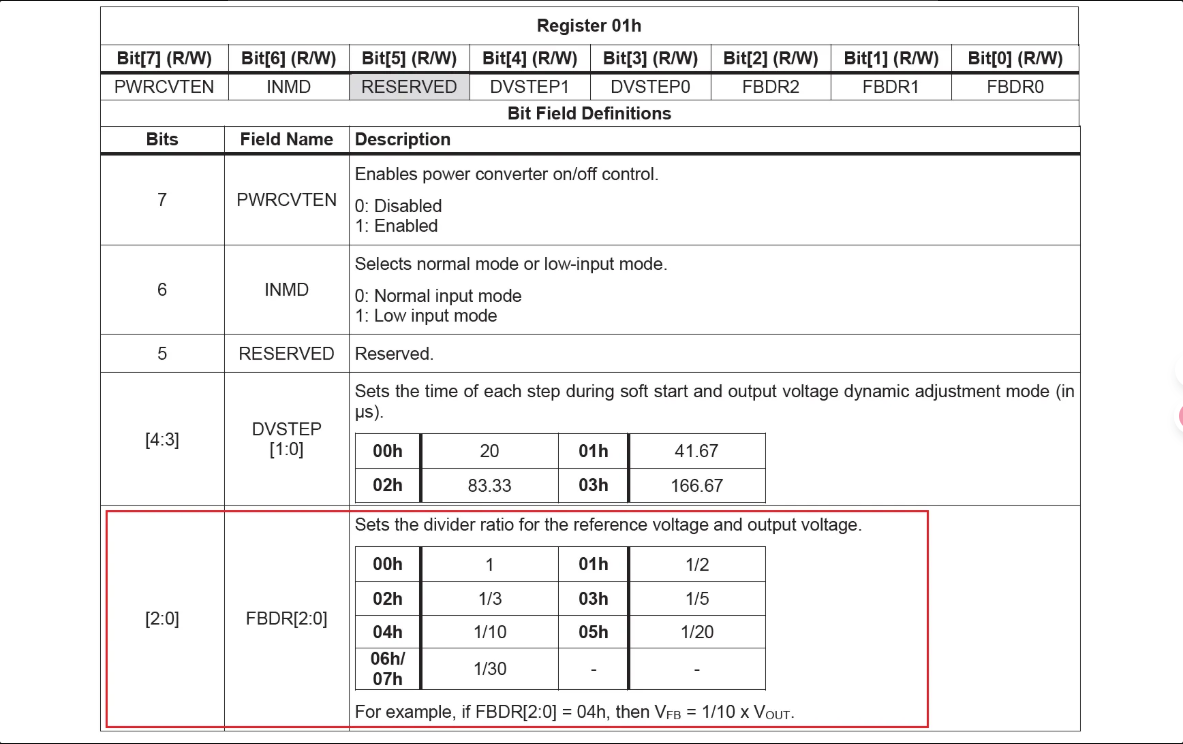 Register 01h
Bit[7] (R/W) Bit[6] (R/W) Bit[5] (R/W) Bit[4] (R/W) Bit[3] (R/W) Bit[2] (R/W) Bit[1] (R/W) Bit[0] (R/W)
PWRCVTEN INMD RESERVED DVSTEP1 DVSTEP0 FBDR2 FBDR1 FBDR0
Bit Field Definitions
Bits Field Name Description
7 PWRCVTEN
Enables power converter on/off control.
0: Disabled
1: Enabled
6 INMD
Selects normal mode or low-input mode.
0: Normal input mode
1: Low input mode
5 RESERVED Reserved.
[4:3]
DVSTEP
[1:0]
Sets the time of each step during soft start and output voltage dynamic adjustment mode (in
µs).
00h 20 01h 41.67
02h 83.33 03h 166.67
[2:0] FBDR[2:0]
Sets the divider ratio for the reference voltage and output voltage.
00h 1 01h 1/2
02h 1/3 03h 1/5
04h 1/10 05h 1/20
06h/
07h
1/30 - -
For example, if FBDR[2:0] = 04h, then VFB = 1/10 x VOUT.